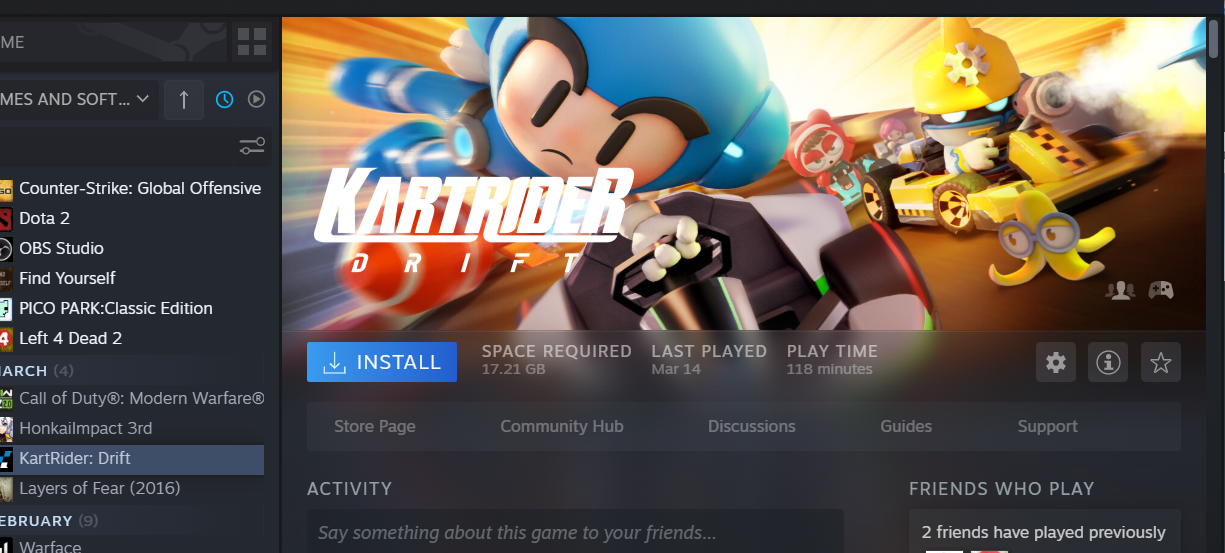 ME
MES AND SOFT...
Counter-Strike: Global Offensive
Dota 2
OBS Studio
Find Yourself
PICO PARK:Classic Edition
Left 4 Dead 2
MARCH (4)
Call of Duty®: Modern Warfare®
HonkaiImpact 3rd
KartRider: Drift
Layers of Fear (2016)
EBRUARY (9)
Warface
KARTRIDER
DRIFT
INSTALL
SPACE REQUIRED
17.21 GB
LAST PLAYED
Mar 14
PLAY TIME
118 minutes
Store Page
Community Hub
Discussions
Guides
Support
ACTIVITY
Say something about this game to your friends...
FRIENDS WHO PLAY
2 friends have played previously